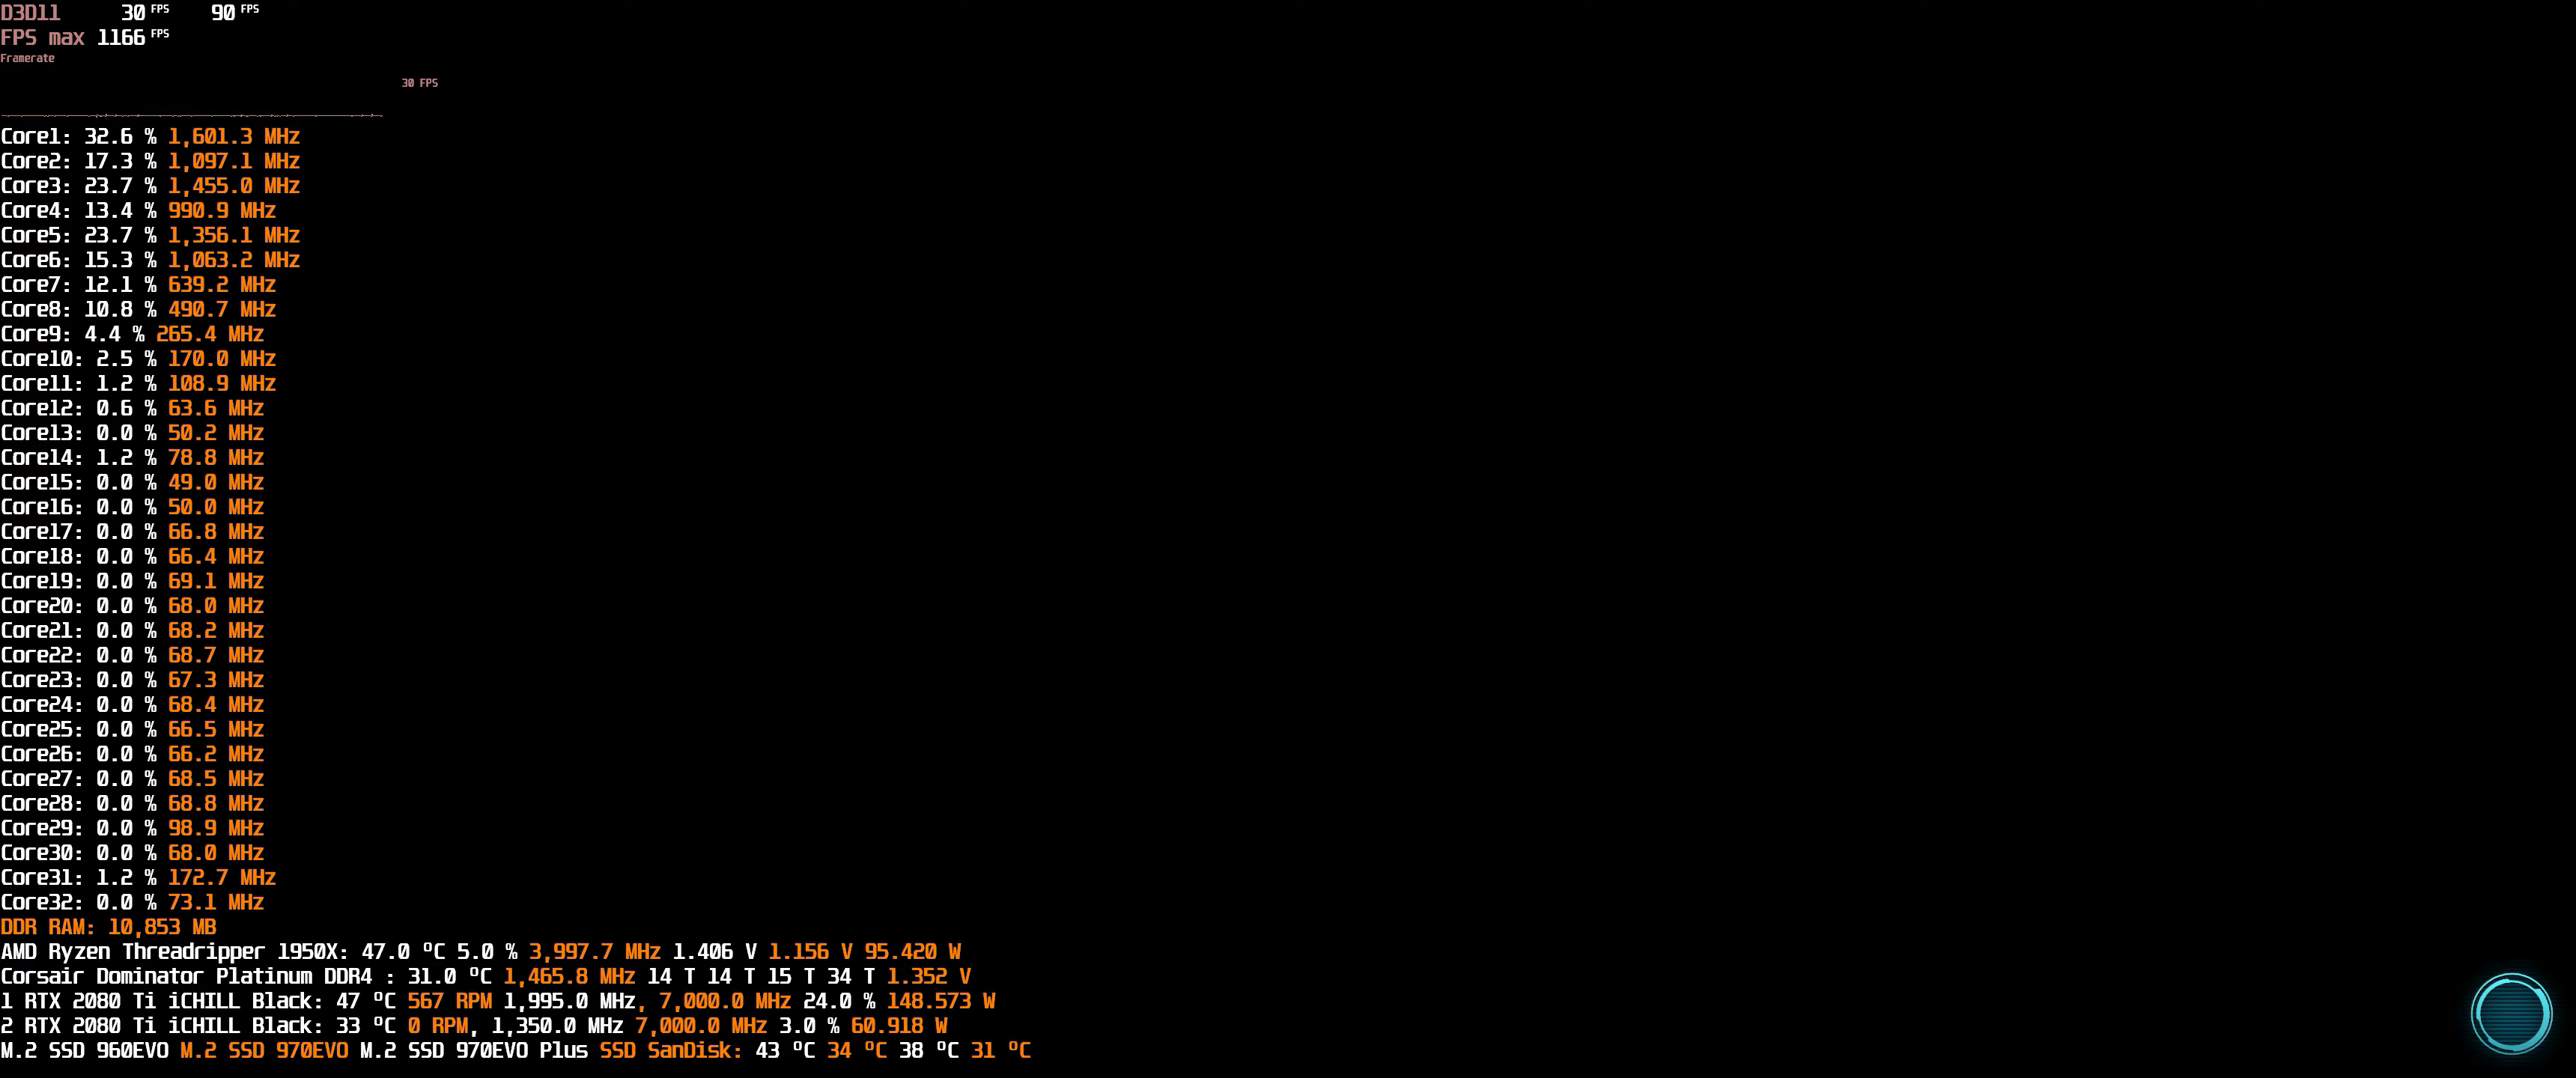 D3D11 30 FPS 90 FPS
FPS max 1166 FPS
Framerate
30 FPS
Core1: 32.6 % 1,601.3 MHz
Core2: 17.3 % 1,097.1 MHz
Core3: 23.7 % 1,455.0 MHz
Core4: 13.4 % 990.9 MHz
Core5: 23.7 % 1,356.1 MHz
Core6: 15.3 % 1,063.2 MHz
Core7: 12.1 % 639.2 MHz
Core8: 10.8 % 490.7 MHz
Core9: 4.4 % 265.4 MHz
Core10: 2.5 % 170.0 MHz
Core11: 1.2 % 108.9 MHz
Core12: 0.6 % 63.6 MHz
Core13: 0.0 % 50.2 MHz
Core14: 1.2 % 78.8 MHz
Core15: 0.0 % 49.0 MHz
Core16: 0.0 % 50.0 MHz
Core17: 0.0 % 66.8 MHz
Core18: 0.0 % 66.4 MHz
Core19: 0.0 % 69.1 MHz
Core20: 0.0 % 68.0 MHz
Core21: 0.0 % 68.2 MHz
Core22: 0.0 % 68.7 MHz
Core23: 0.0 % 67.3 MHz
Core24: 0.0 % 68.4 MHz
Core25: 0.0 % 66.5 MHz
Core26: 0.0 % 66.2 MHz
Core27: 0.0 % 68.5 MHz
Core28: 0.0 % 68.8 MHz
Core29: 0.0 % 98.9 MHz
Core30: 0.0 % 68.0 MHz
Core31: 1.2 % 172.7 MHz
Core32: 0.0 % 73.1 MHz
DDR RAM: 10,853 MB
AMD Ryzen Threadripper 1950X: 47.0 ºC 5.0 % 3,997.7 MHz 1.406 V 1.156 V 95.420 W
Corsair Dominator Platinum DDR4 : 31.0 ºC 1,465.8 MHz 14 T 14 T 15 T 34 T 1.352 V
1 RTX 2080 Ti iCHILL Black: 47 ºC 567 RPM 1,995.0 MHz, 7,000.0 MHz 24.0 % 148.573 W
2 RTX 2080 Ti iCHILL Black: 33 ºC 0 RPM, 1,350.0 MHz 7,000.0 MHz 3.0 % 60.918 W
M.2 SSD 960EVO M.2 SSD 970EVO M.2 SSD 970EVO Plus SSD SanDisk: 43 ºC 34 ºC 38 ºC 31 ºC